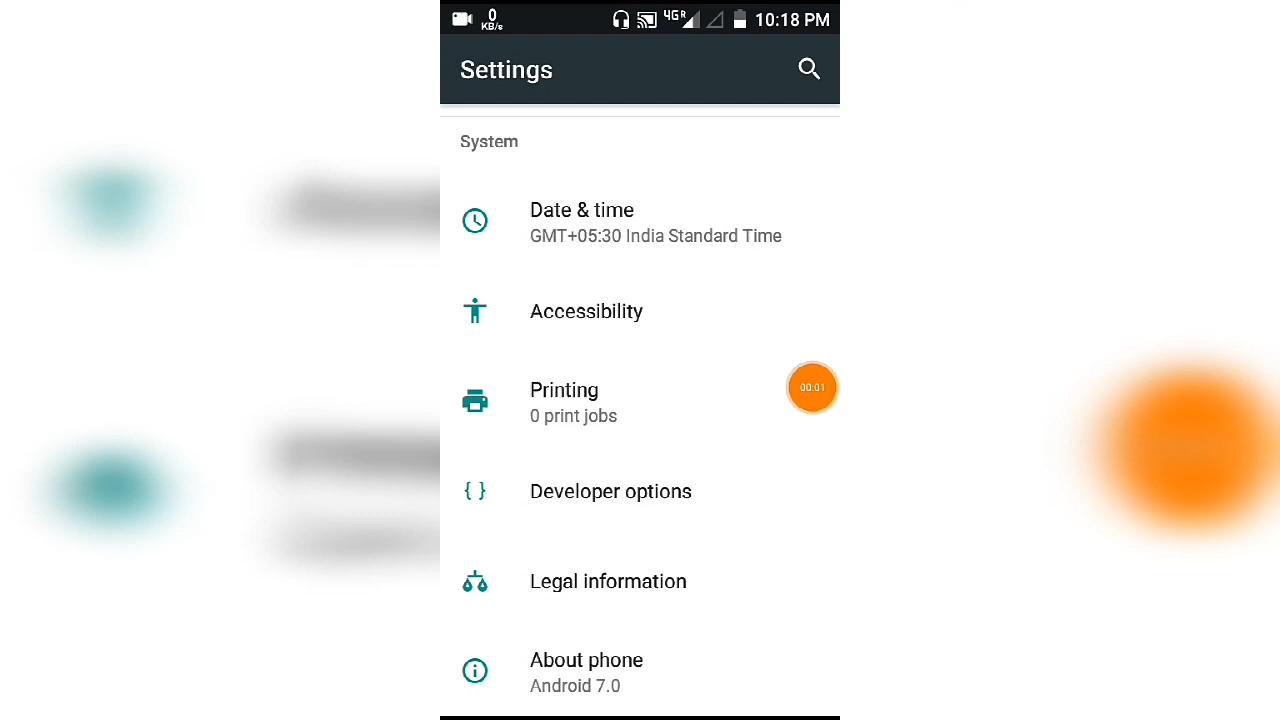 0
KB/s
4G R
10:18 PM
Settings
System
Date & time
GMT+05:30 India Standard Time
Accessibility
Printing
0 print jobs
00:01
{ } Developer options
Legal information
About phone
Android 7.0